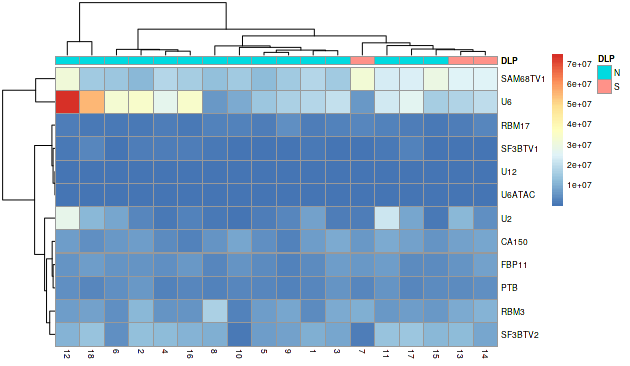 DLP
SAM68TV1
U6
RBM17
SF3BTV1
U12
U6ATAC
U2
CA150
FBP11
PTB
RBM3
SF3BTV2
12 18 6 2 4 16 8 10 5 9 1 3 7 11 17 15 13 14
7e+07
6e+07
5e+07
4e+07
3e+07
2e+07
1e+07
DLP
N
S